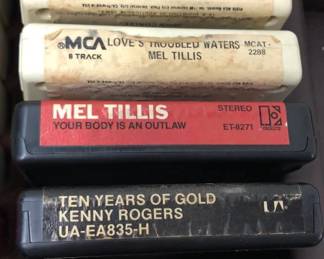 MCA
8 TRACK
LOVE'S TROUBLED WATERS
MEL TILLIS
MCAT-
2288
MEL TILLIS
YOUR BODY IS AN OUTLAW
STEREO
ET-8271
TEN YEARS OF GOLD
KENNY ROGERS
UA-EA835-H
UA